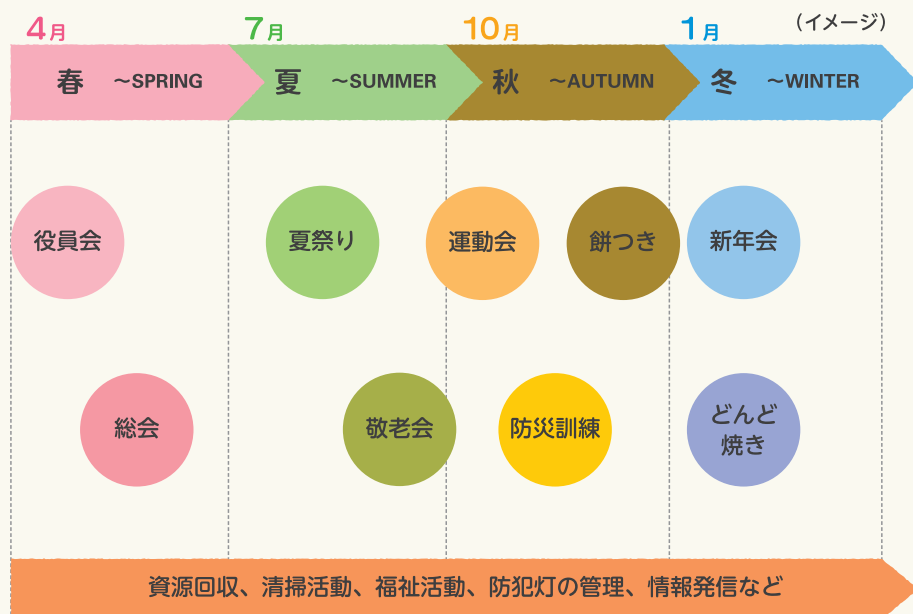 4月 7月 10月 1月 (イメージ)
春 ~SPRING 夏 ~SUMMER 秋 ~AUTUMN 冬 ~WINTER
役員会 夏祭り 運動会 餅つき 新年会
総会 敬老会 防災訓練 どんど
焼き
資源回収、清掃活動、福祉活動、防犯灯の管理、情報発信など